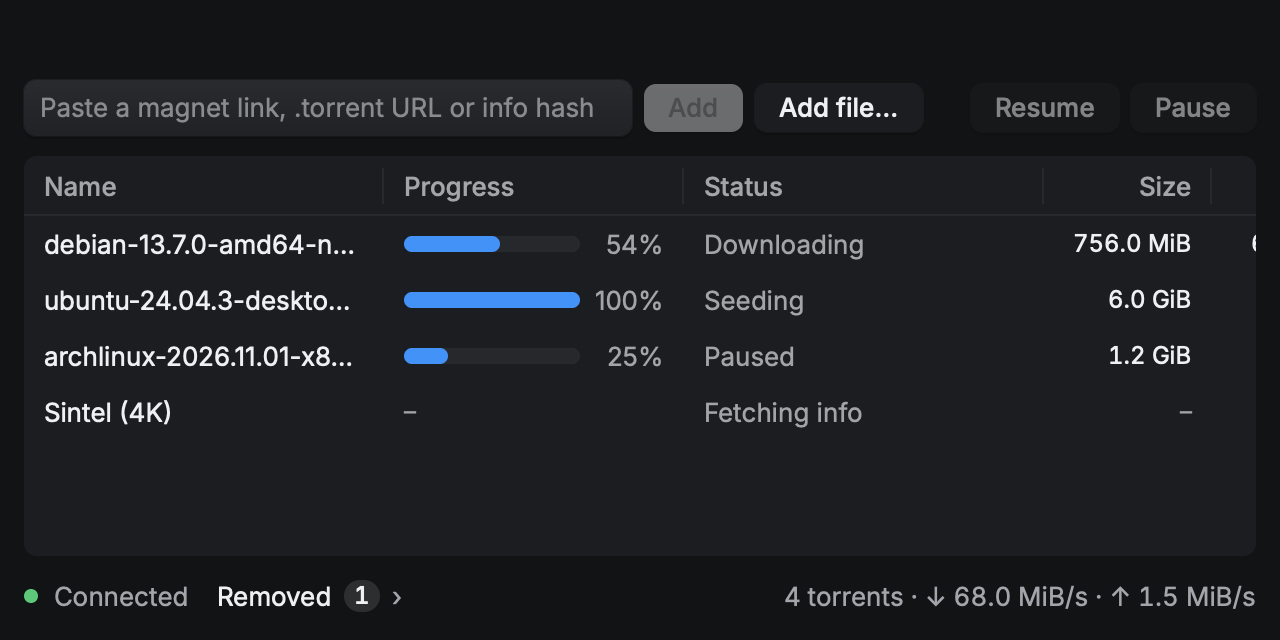 Paste a magnet link, .torrent URL or info hash Add Add file... Resume Pause
Name Progress Status Size
debian-13.7.0-amd64-n... 54% Downloading 756.0 MiB
ubuntu-24.04.3-deskto... 100% Seeding 6.0 GiB
archlinux-2026.11.01-x8... 25% Paused 1.2 GiB
Sintel (4K) – Fetching info –
Connected Removed 1 › 4 torrents · ↓ 68.0 MiB/s · ↑ 1.5 MiB/s